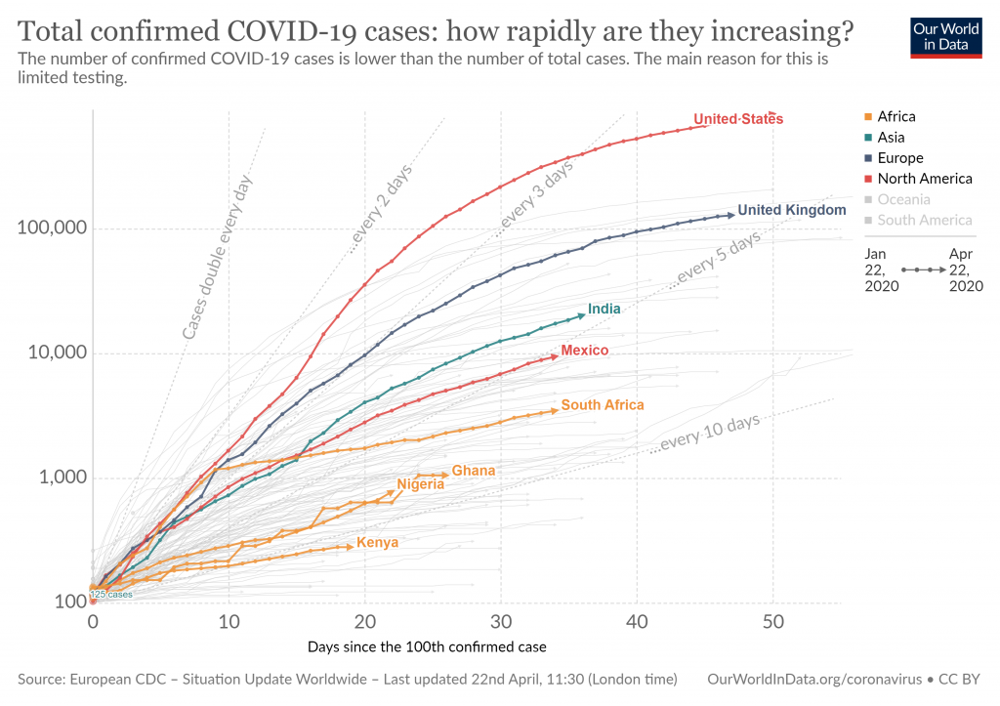 Total confirmed COVID-19 cases: how rapidly are they increasing?
Our World
in Data
The number of confirmed COVID-19 cases is lower than the number of total cases. The main reason for this is
limited testing.
United States
Africa
Asia
Europe
North America
Oceania
South America
Jan
22,
2020
Apr
22,
2020
Cases double every day
...every 2 days
...every 3 days
...every 5 days
...every 10 days
United Kingdom
India
Mexico
South Africa
Ghana
Nigeria
Kenya
125 cases
100,000
10,000
1,000
100
0 10 20 30 40 50
Days since the 100th confirmed case
Source: European CDC – Situation Update Worldwide – Last updated 22nd April, 11:30 (London time)
OurWorldInData.org/coronavirus • CC BY